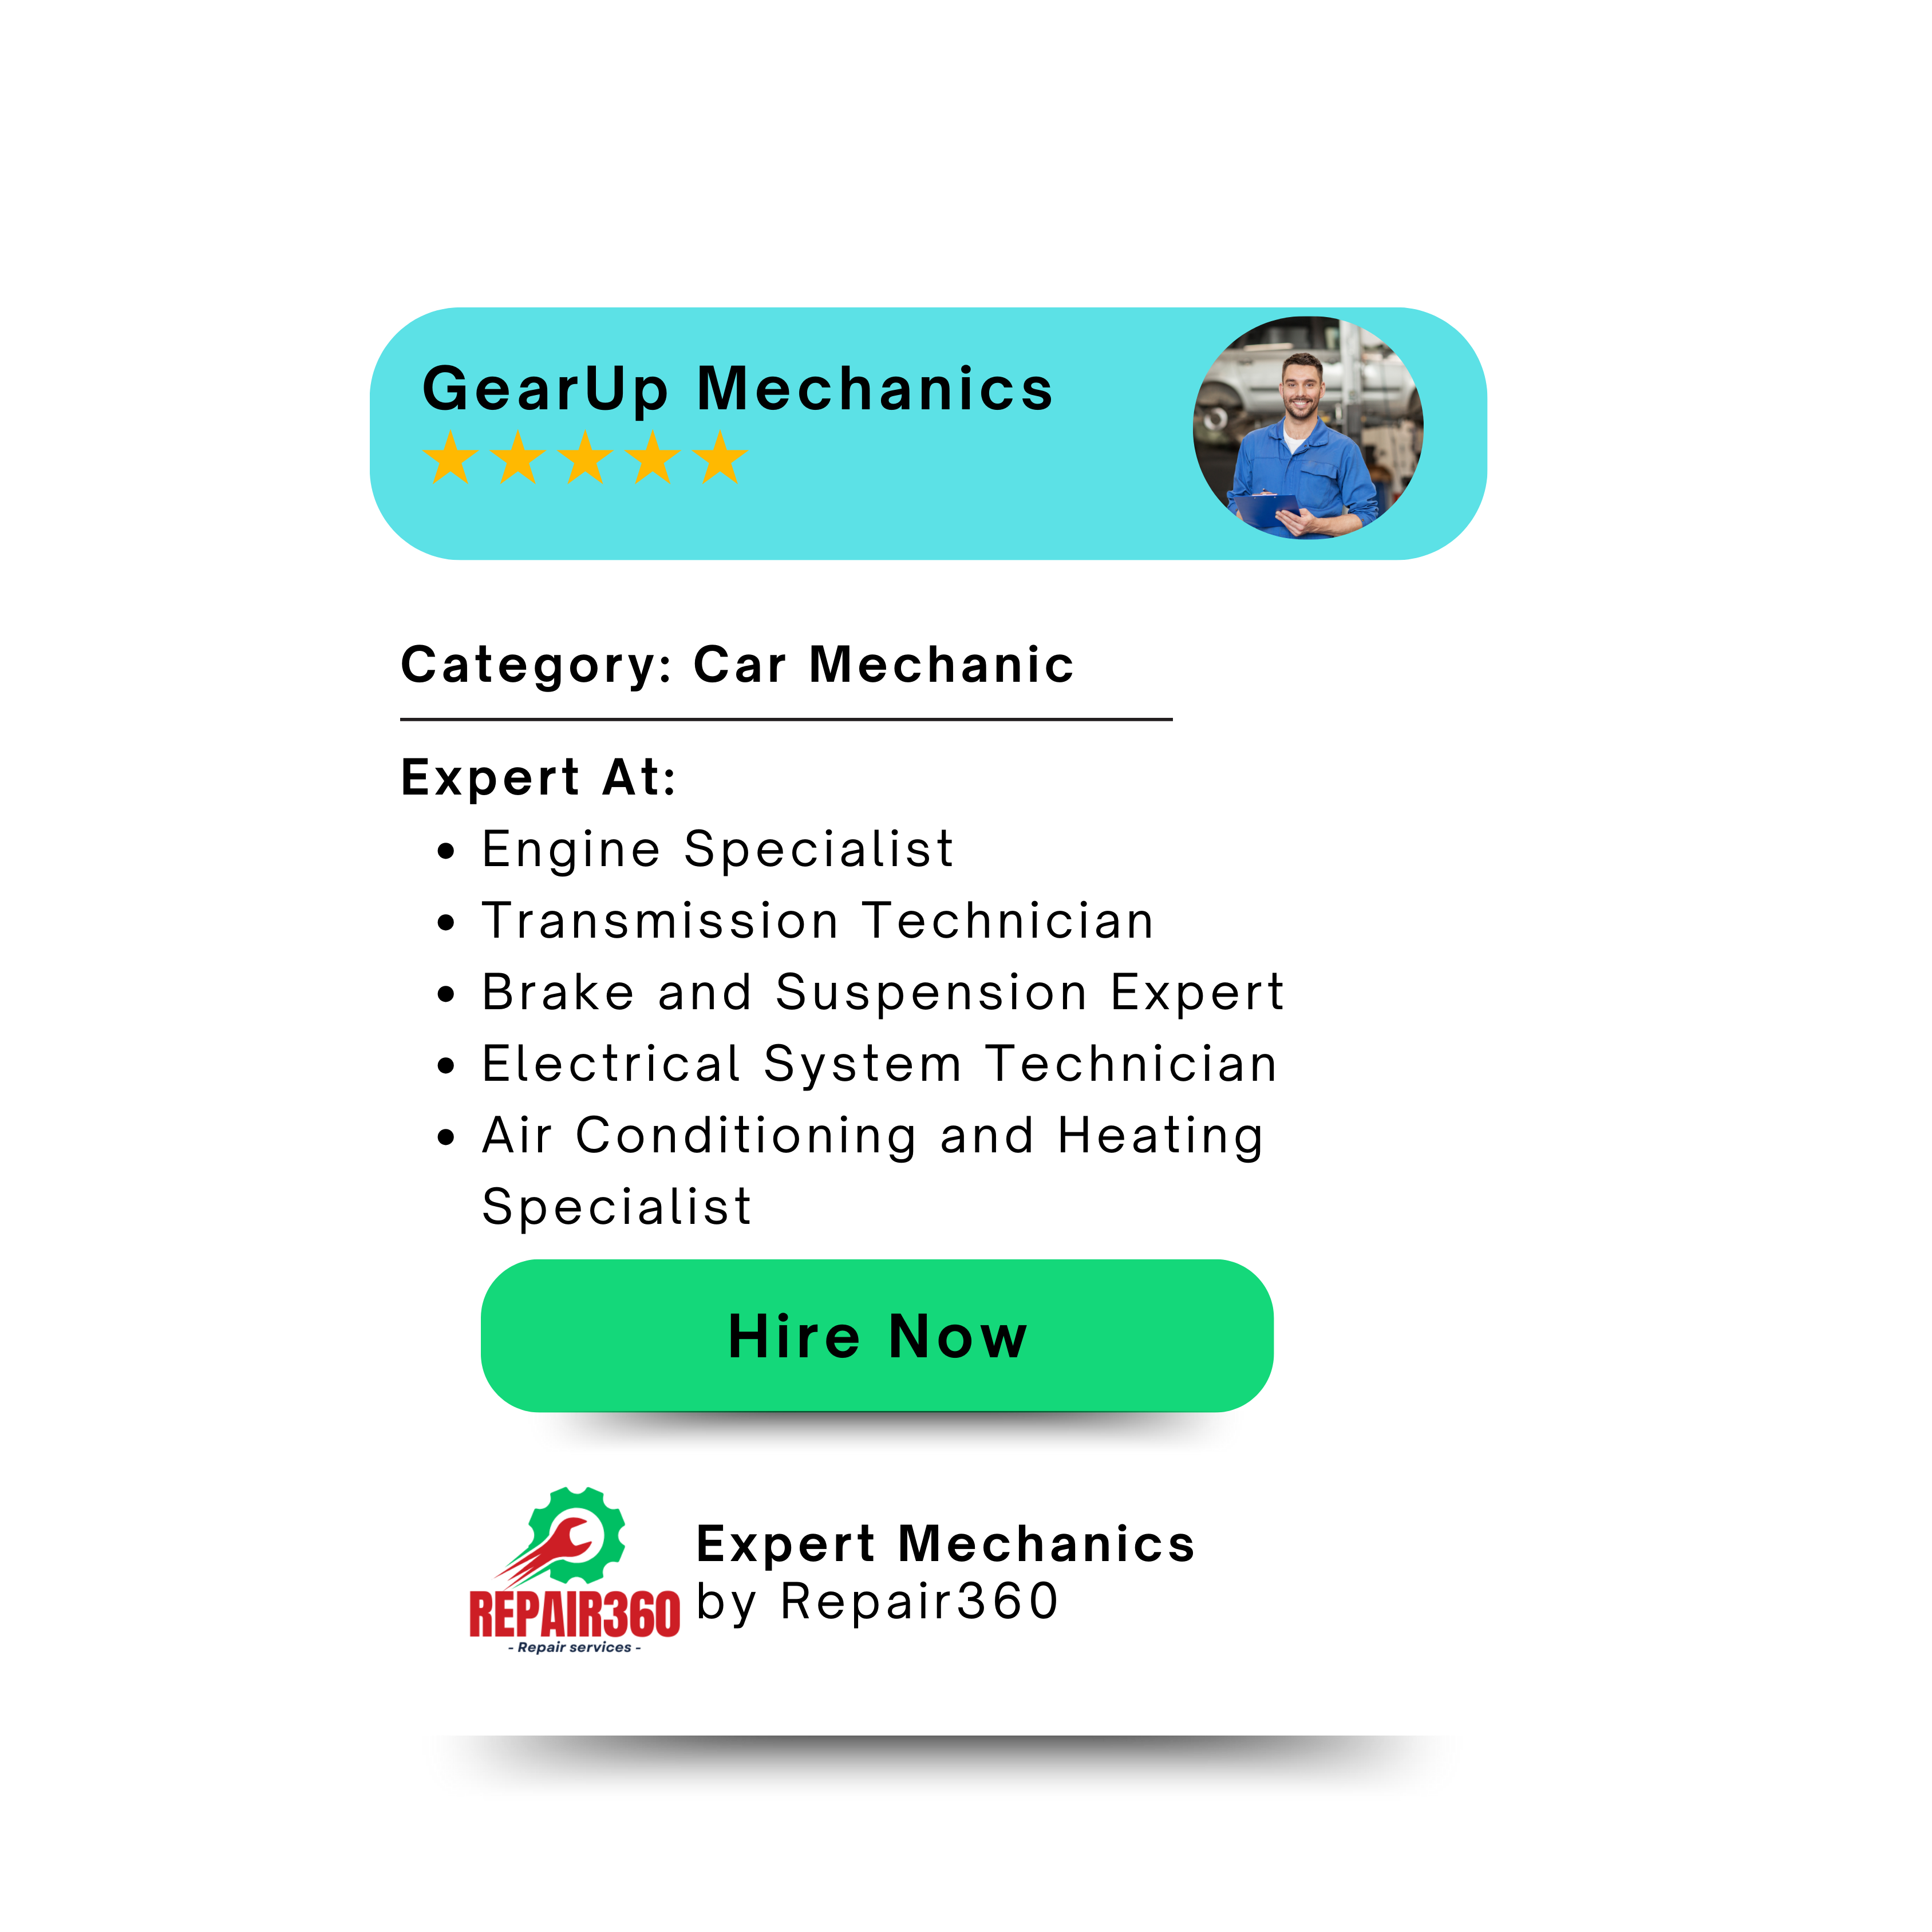 GearUp Mechanics
Category: Car Mechanic
Expert At:
Engine Specialist
Transmission Technician
Brake and Suspension Expert
Electrical System Technician
Air Conditioning and Heating
Specialist
Hire Now
Expert Mechanics
by Repair360
REPAIR360
- Repair services -